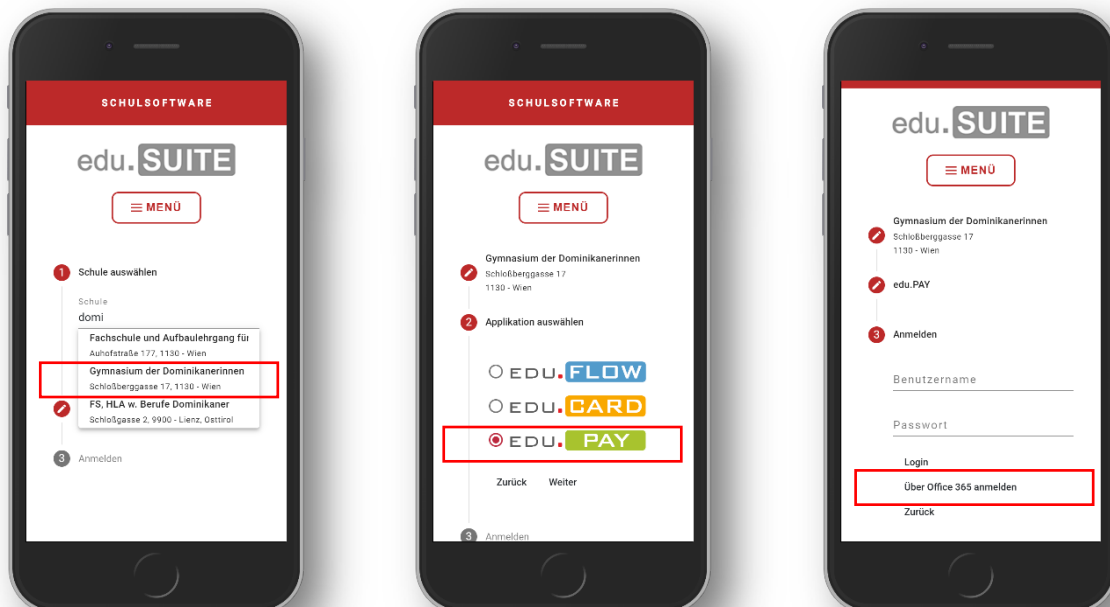 SCHULSOFTWARE
edu.SUITE
MENÜ
1 Schule auswählen
Schule
domi
Fachschule und Aufbaulehrgang für
Auhofstraße 177, 1130 - Wien
Gymnasium der Dominikanerinnen
Schloßberggasse 17, 1130 - Wien
FS, HLA w. Berufe Dominikaner
Schloßgasse 2, 9900 - Lienz, Osttirol
3 Anmelden
SCHULSOFTWARE
edu.SUITE
MENÜ
Gymnasium der Dominikanerinnen
Schloßberggasse 17
1130 - Wien
2 Applikation auswählen
EDU.FLOW
EDU.CARD
EDU.PAY
Zurück Weiter
3 Anmelden
edu.SUITE
MENÜ
Gymnasium der Dominikanerinnen
Schloßberggasse 17
1130 - Wien
edu.PAY
3 Anmelden
Benutzername
Passwort
Login
Über Office 365 anmelden
Zurück